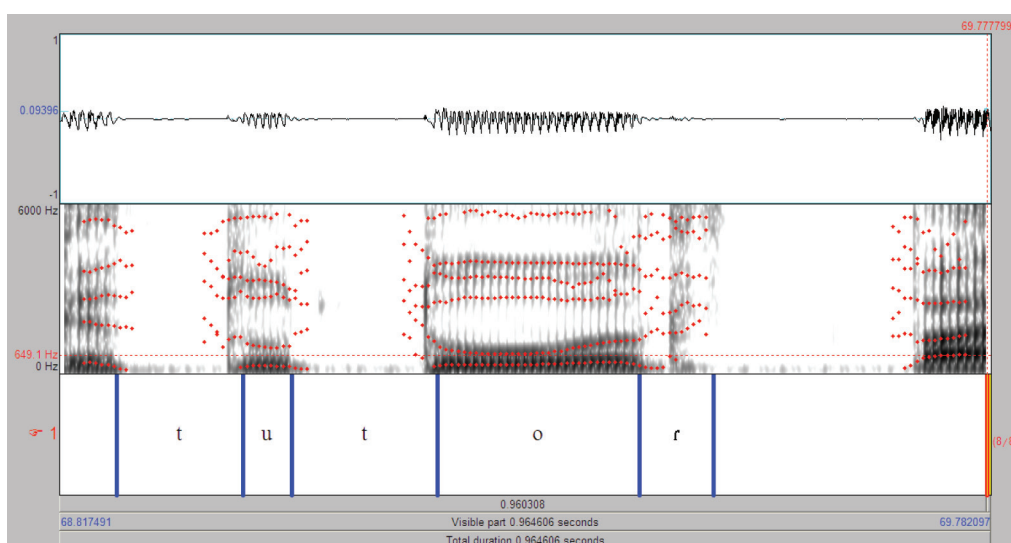 69.777799
1
0.09396
-1
6000 Hz
649.1 Hz
0 Hz
☞ 1 t u t o r (8/8
0.960308
68.817491 Visible part 0.964606 seconds 69.782097
Total duration 0.964606 seconds